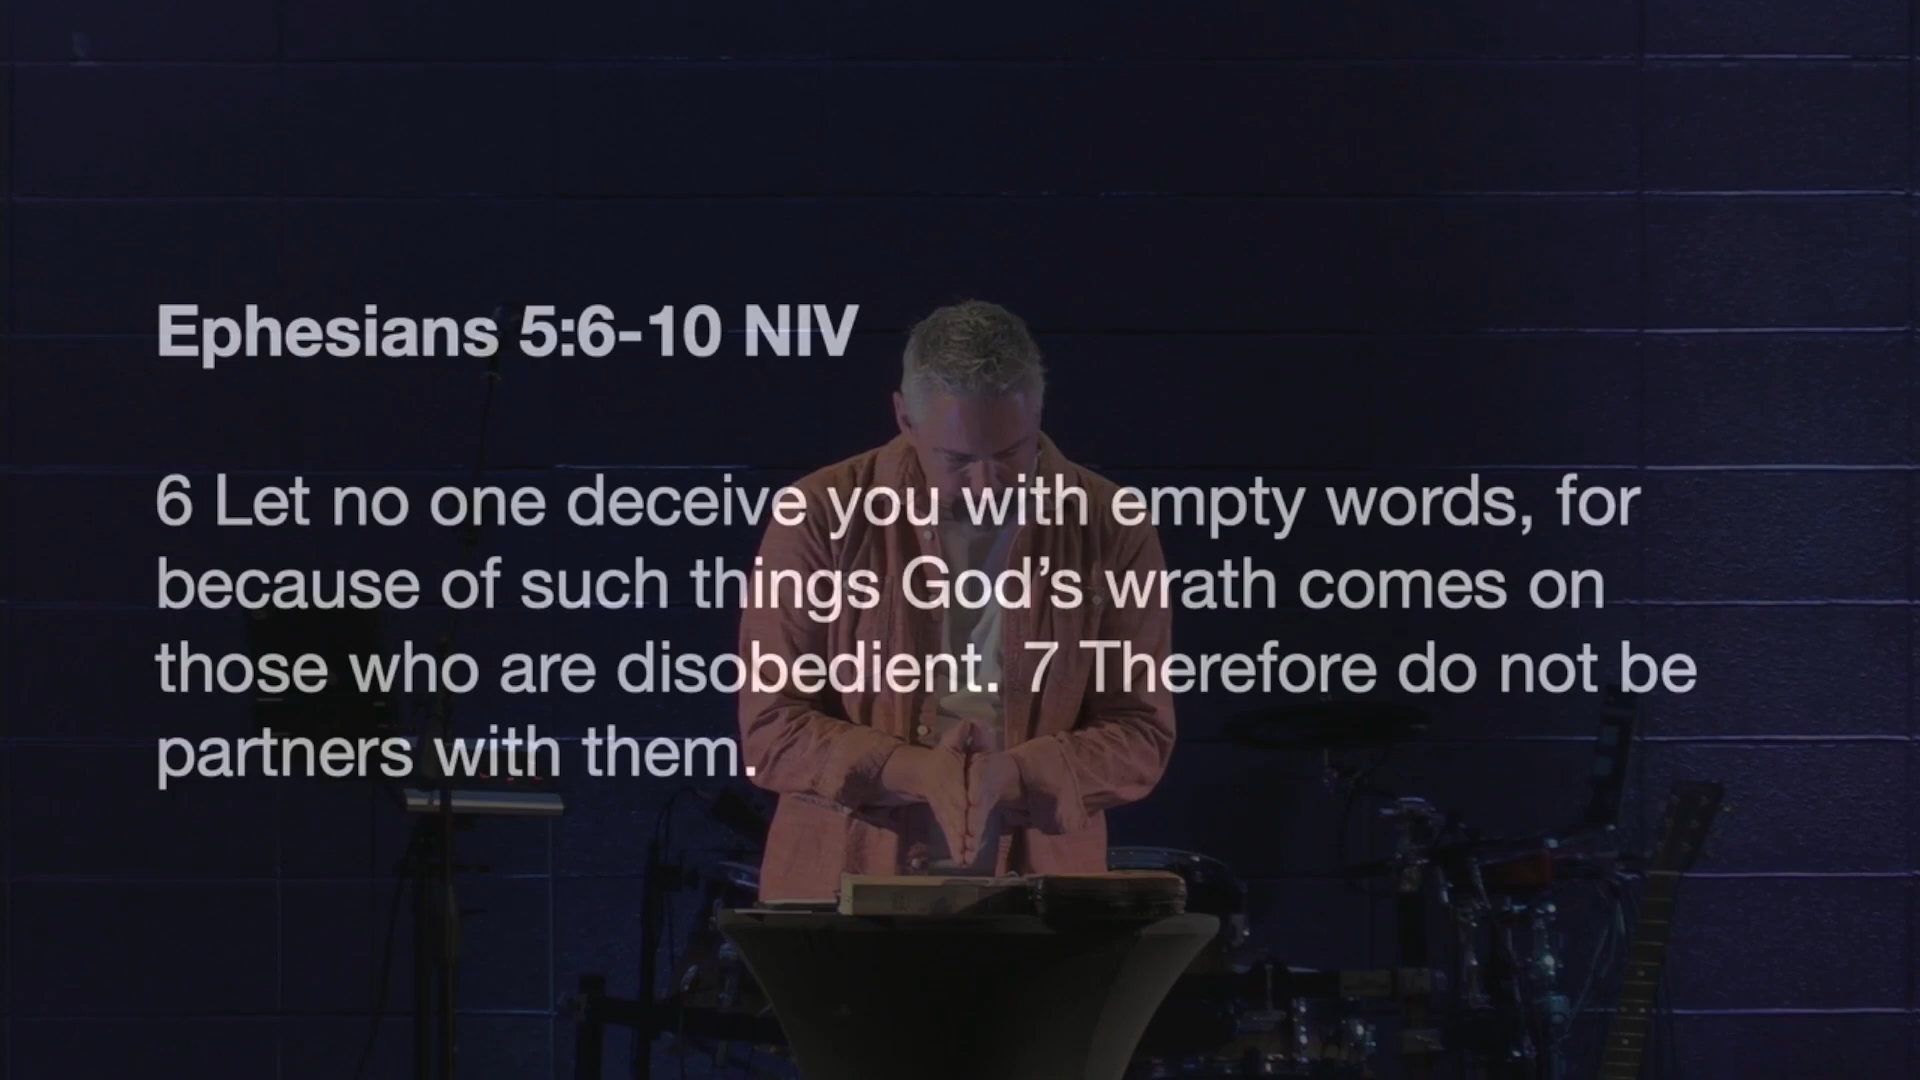 Ephesians 5:6-10 NIV
6 Let no one deceive you with empty words, for
because of such things God’s wrath comes on
those who are disobedient. 7 Therefore do not be
partners with them.